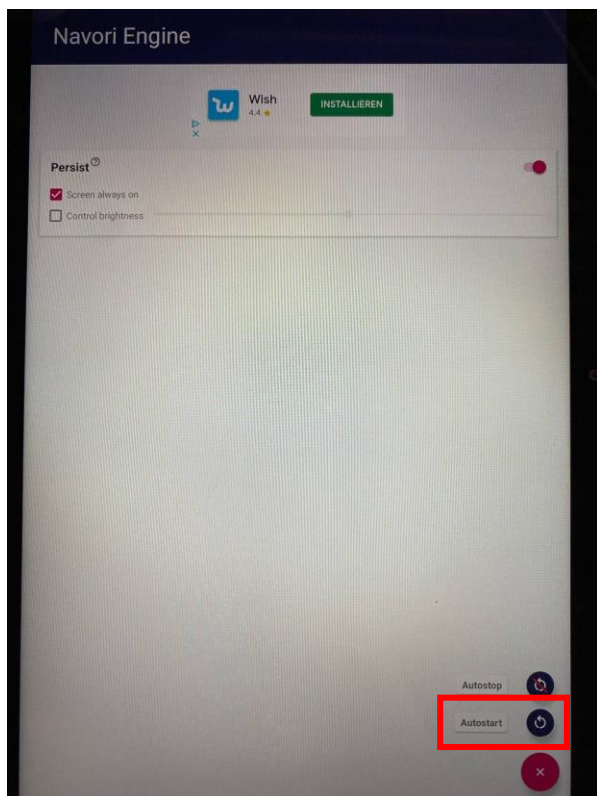 Navori Engine
Wish
4.4 ★
INSTALLIEREN
Persist
Screen always on
Control brightness
Autostop
Autostart